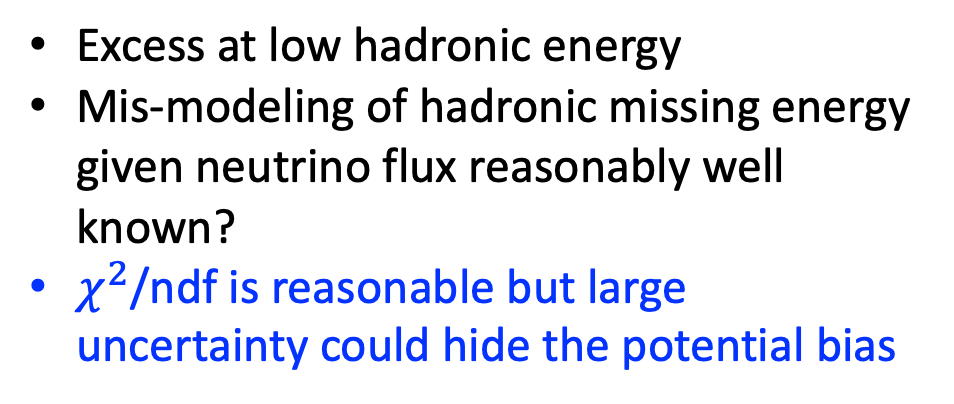 • Excess at low hadronic energy
• Mis-modeling of hadronic missing energy
given neutrino flux reasonably well
known?
• χ²/ndf is reasonable but large
uncertainty could hide the potential bias